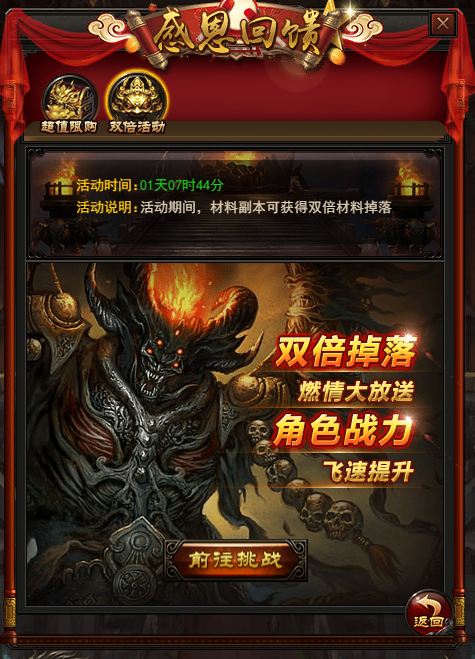 感恩回馈
超值限购
双倍活动
活动时间:01天07时44分
活动说明:活动期间，材料副本可获得双倍材料掉落
双倍掉落
燃情大放送
角色战力
飞速提升
前往挑战
返回